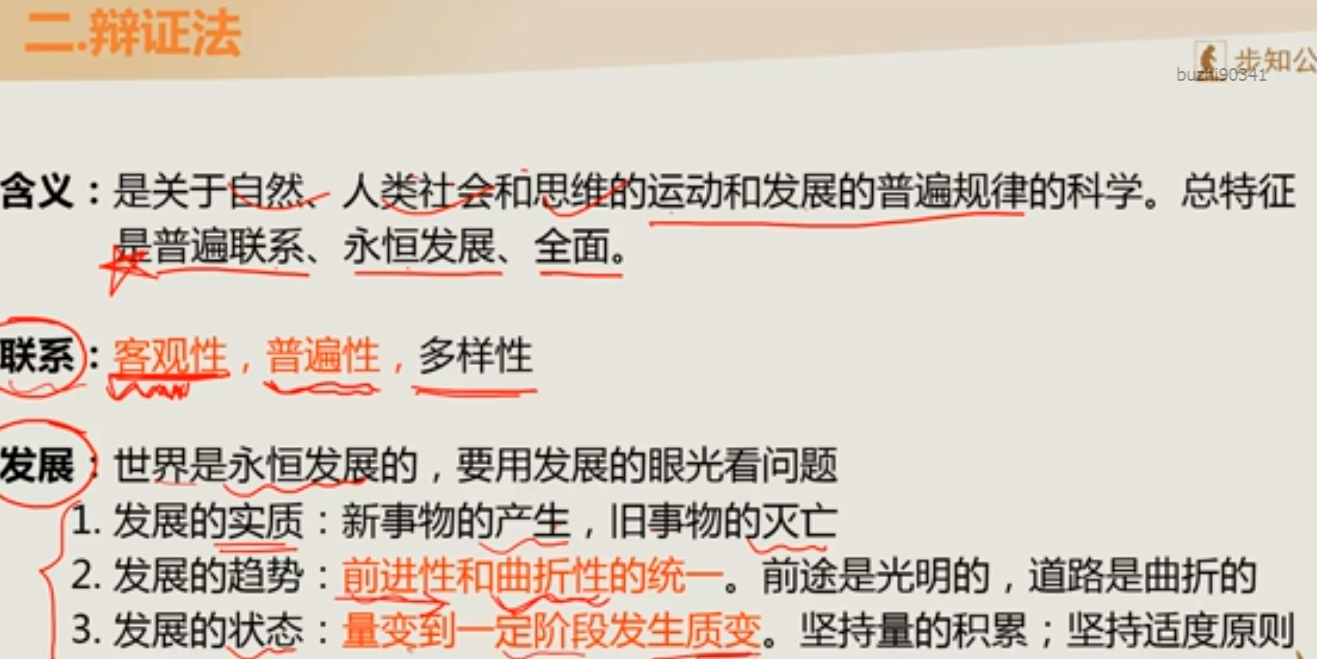 二.辩证法
步知公
buzhi90341
含义：是关于自然、人类社会和思维的运动和发展的普遍规律的科学。总特征
是普遍联系、永恒发展、全面。
联系：客观性，普遍性，多样性
发展：世界是永恒发展的，要用发展的眼光看问题
1. 发展的实质：新事物的产生，旧事物的灭亡
2. 发展的趋势：前进性和曲折性的统一。前途是光明的，道路是曲折的
3. 发展的状态：量变到一定阶段发生质变。坚持量的积累；坚持适度原则